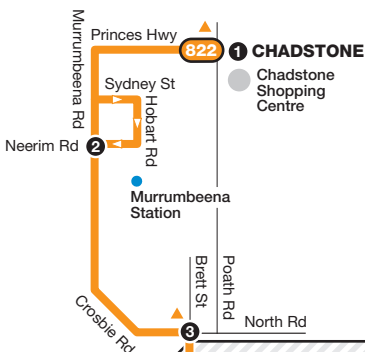 Princes Hwy
822
1 CHADSTONE
Chadstone
Shopping
Centre
Murrumbeena Rd
Sydney St
Hobart Rd
Neerim Rd
2
Murrumbeena
Station
Brett St
Poath Rd
Crosbie Rd
3
North Rd